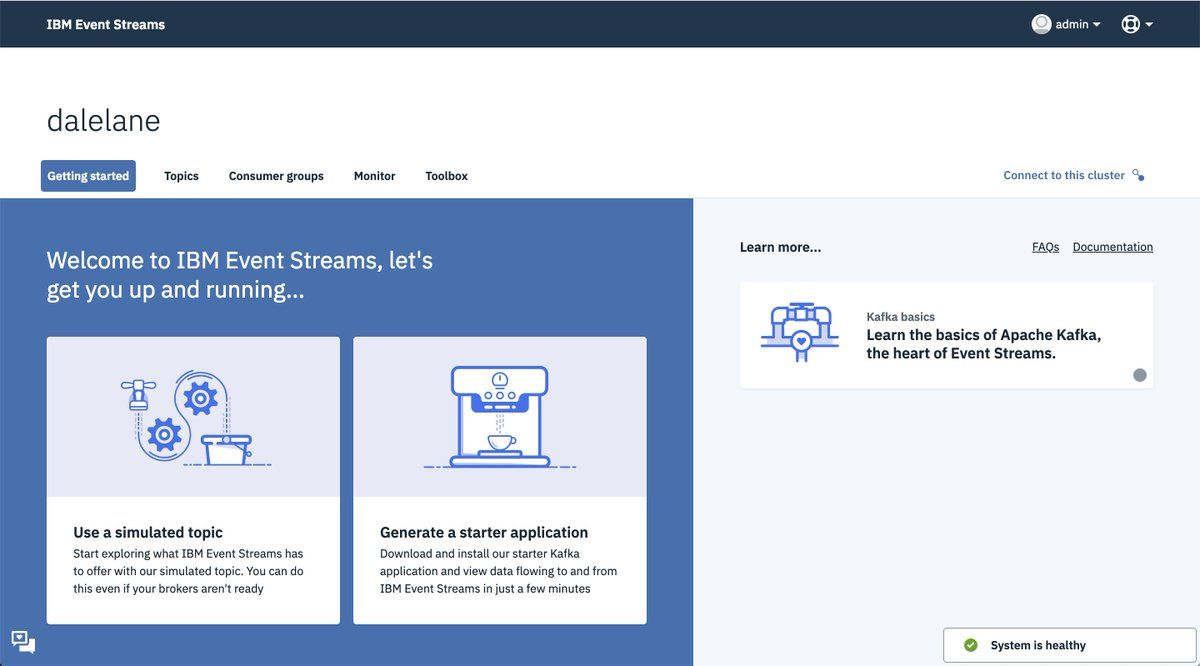 IBM Event Streams
admin
dalelane
Getting started
Topics
Consumer groups
Monitor
Toolbox
Connect to this cluster
Welcome to IBM Event Streams, let's
get you up and running...
Use a simulated topic
Start exploring what IBM Event Streams has
to offer with our simulated topic. You can do
this even if your brokers aren't ready
Generate a starter application
Download and install our starter Kafka
application and view data flowing to and from
IBM Event Streams in just a few minutes
Learn more...
FAQs
Documentation
Kafka basics
Learn the basics of Apache Kafka,
the heart of Event Streams.
System is healthy